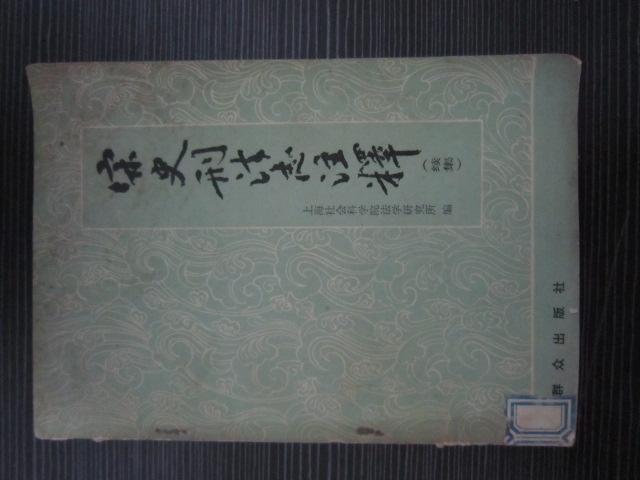 宋史刑法志注释
(续集)
上海社会科学院法学研究所 编
群众出版社